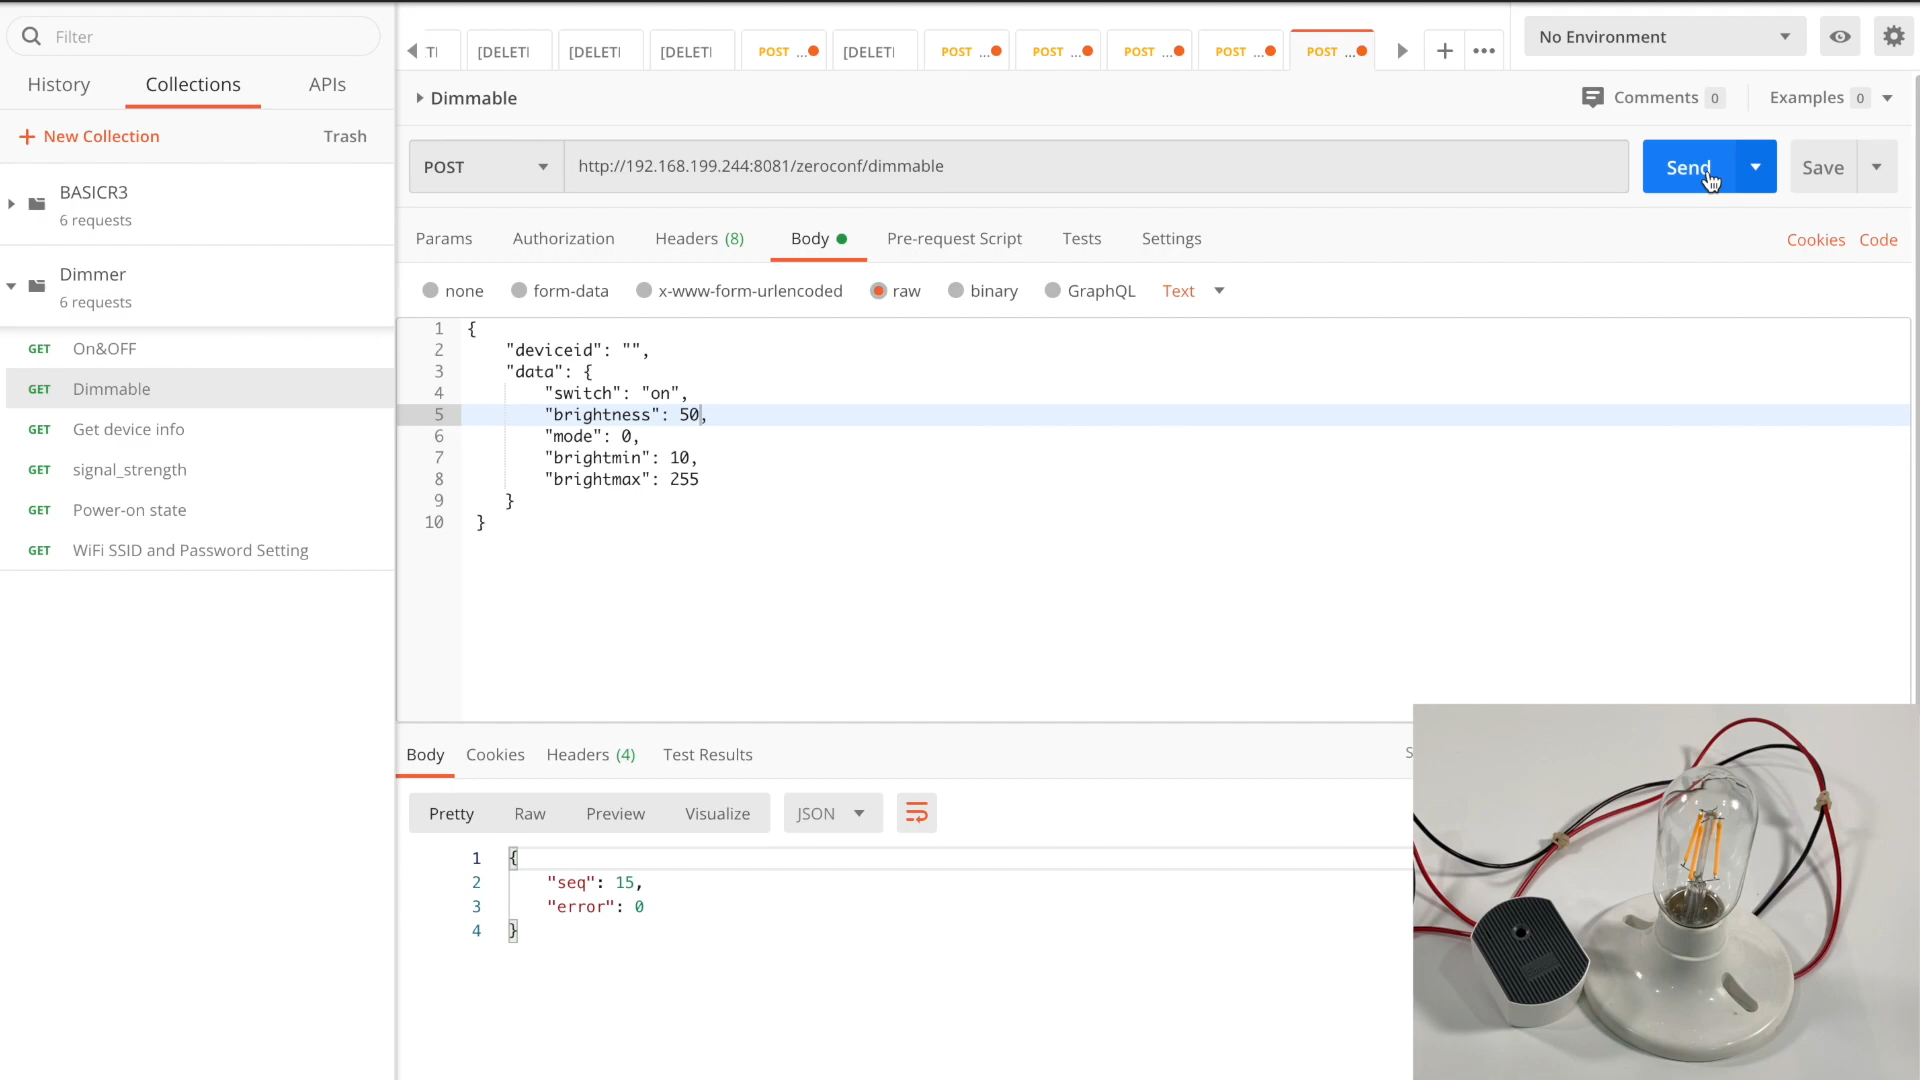 Filter
History Collections APIs
+ New Collection Trash
BASICR3
6 requests
Dimmer
6 requests
GET On&OFF
GET Dimmable
GET Get device info
GET signal_strength
GET Power-on state
GET WiFi SSID and Password Setting
[DELETI [DELETI [DELETI POST ... [DELETI POST ... POST ... POST ... POST ... POST ... + •••
No Environment
Dimmable
Comments 0 Examples 0
POST http://192.168.199.244:8081/zeroconf/dimmable Send Save
Params Authorization Headers (8) Body Pre-request Script Tests Settings Cookies Code
none form-data x-www-form-urlencoded raw binary GraphQL Text
1 {
2 "deviceid": "",
3 "data": {
4 "switch": "on",
5 "brightness": 50,
6 "mode": 0,
7 "brightmin": 10,
8 "brightmax": 255
9 }
10 }
Body Cookies Headers (4) Test Results
Pretty Raw Preview Visualize JSON
1 {
2 "seq": 15,
3 "error": 0
4 }